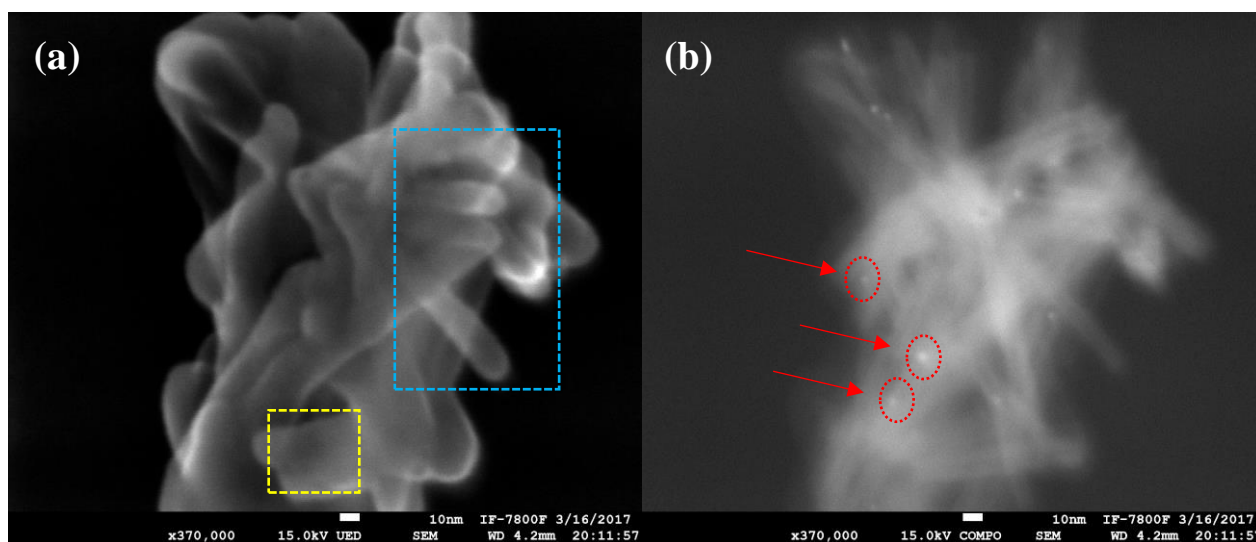 (a)
(b)
10nm IF-7800F 3/16/2017
x370,000 15.0kV UED SEM WD 4.2mm 20:11:57
10nm IF-7800F 3/16/2017
x370,000 15.0kV COMPO SEM WD 4.2mm 20:11:57